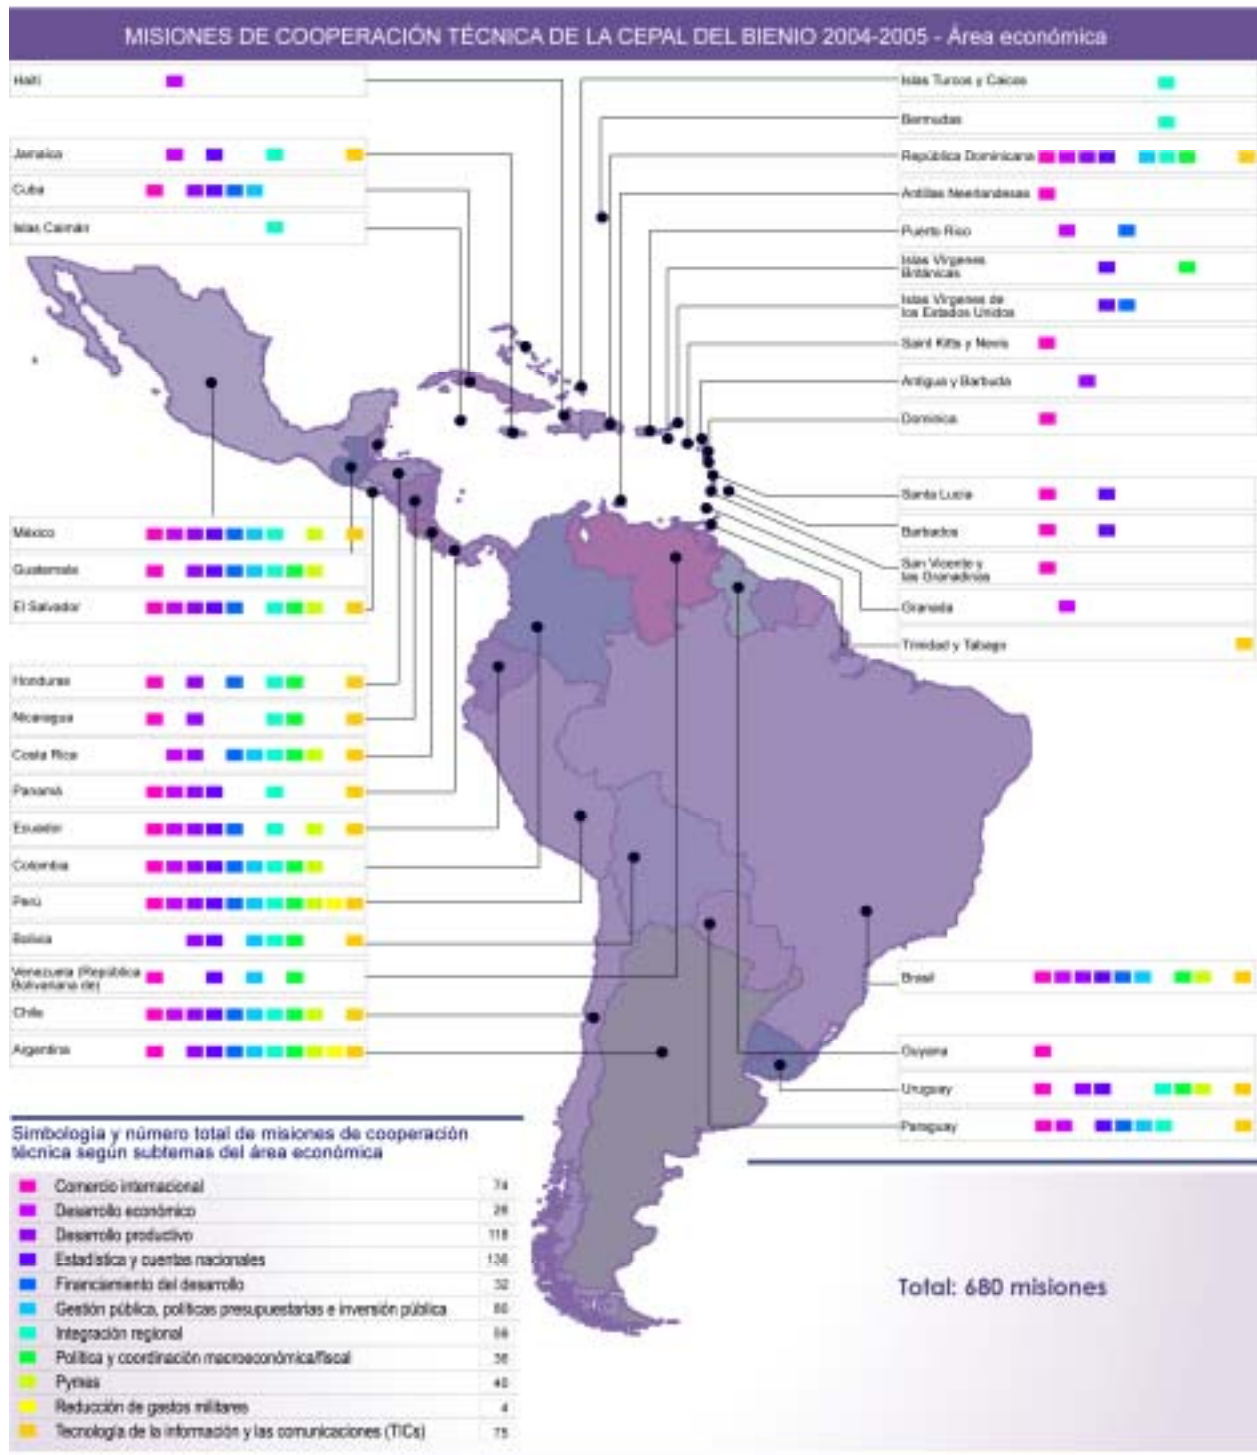 MISIONES DE COOPERACIÓN TÉCNICA DE LA CEPAL DEL BIENIO 2004-2005 - Área económica
Haití
Jamaica
Cuba
Islas Caimán
México
Guatemala
El Salvador
Honduras
Nicaragua
Costa Rica
Panamá
Ecuador
Colombia
Perú
Bolivia
Venezuela (República
Bolivariana de)
Chile
Argentina
Islas Turcos y Caicos
Bermudas
República Dominicana
Antillas Neerlandesas
Puerto Rico
Islas Vírgenes
Británicas
Islas Vírgenes de
los Estados Unidos
Saint Kitts y Nevis
Antigua y Barbuda
Dominica
Santa Lucía
Barbados
San Vicente y
las Granadinas
Granada
Trinidad y Tabago
Brasil
Guyana
Uruguay
Paraguay
Simbología y número total de misiones de cooperación
técnica según subtemas del área económica
Comercio internacional 74
Desarrollo económico
Desarrollo productivo 118
Estadística y cuentas nacionales
Financiamiento del desarrollo 32
Gestión pública, políticas presupuestarias e inversión pública
Integración regional
Política y coordinación macroeconómica/fiscal
Pymes 40
Reducción de gastos militares 4
Tecnología de la información y las comunicaciones (TICs) 75
Total: 680 misiones